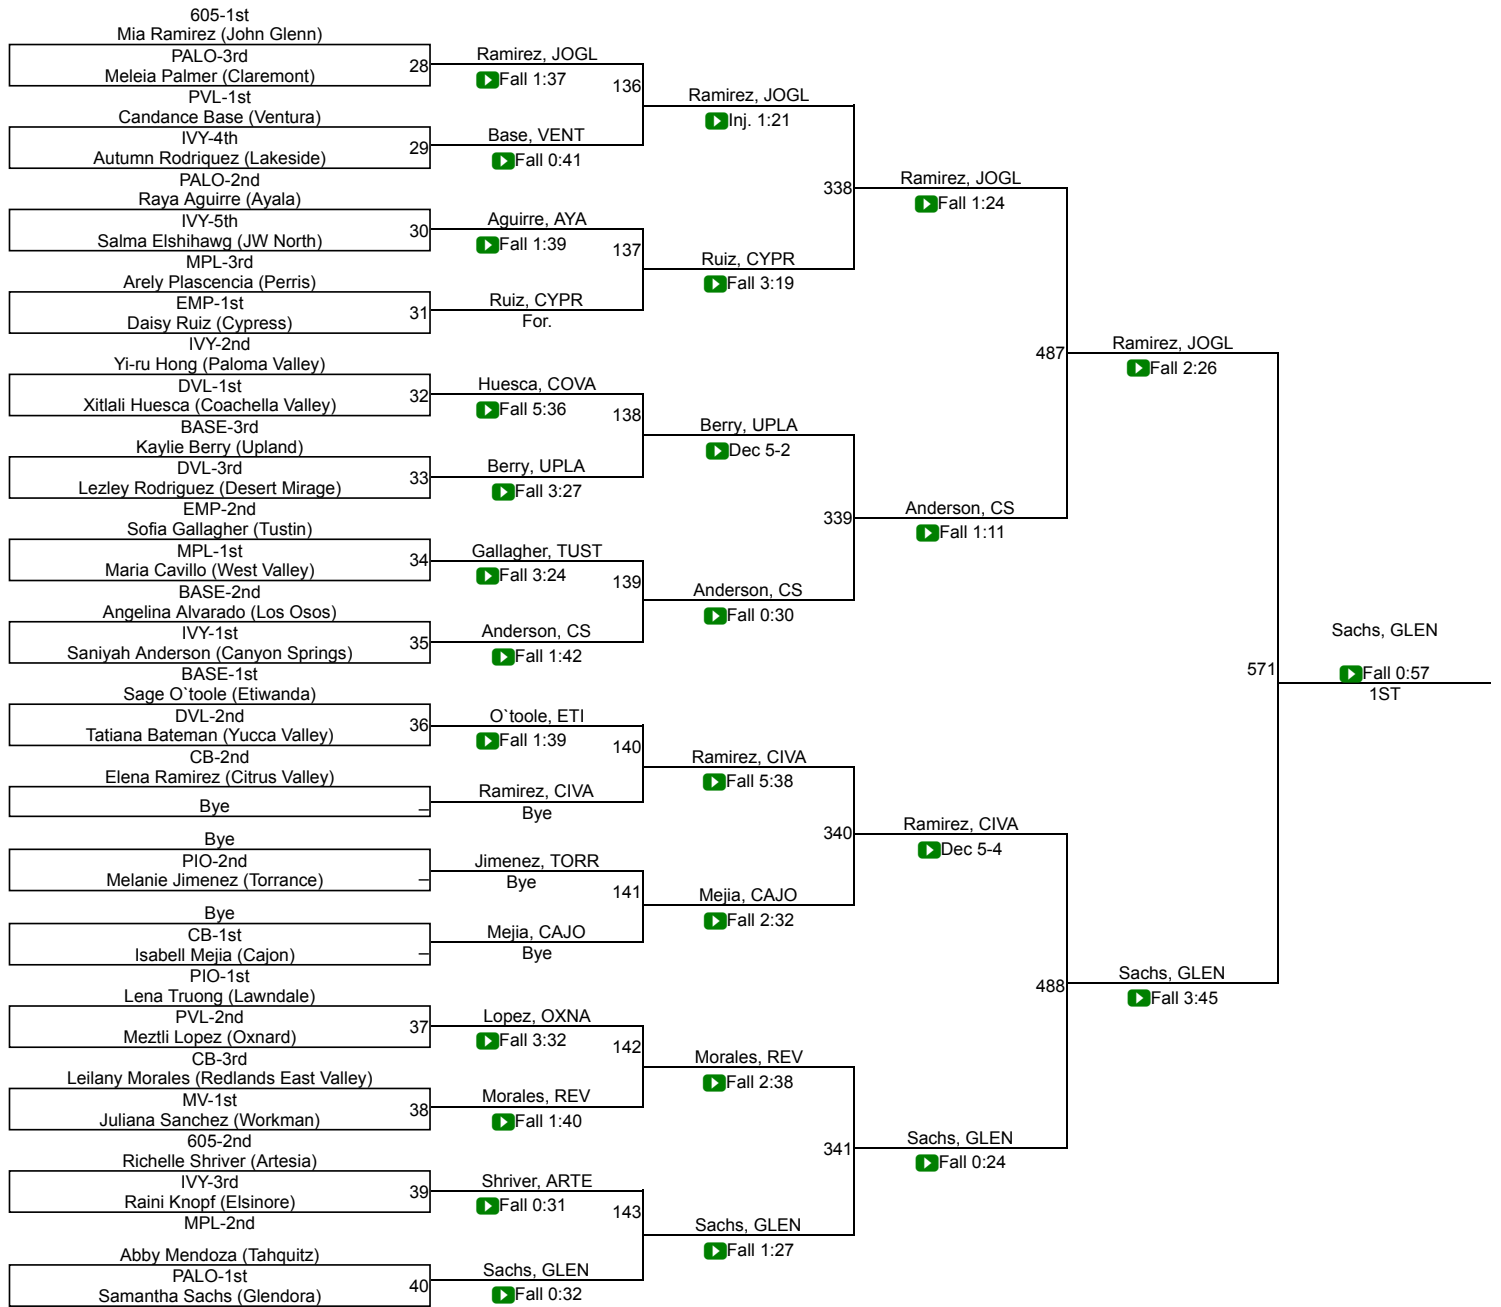 605-1st
Mia Ramirez (John Glenn)
PALO-3rd
Meleia Palmer (Claremont)
28
PVL-1st
Candance Base (Ventura)
IVY-4th
Autumn Rodriquez (Lakeside)
29
PALO-2nd
Raya Aguirre (Ayala)
IVY-5th
Salma Elshihawg (JW North)
30
MPL-3rd
Arely Plascencia (Perris)
EMP-1st
Daisy Ruiz (Cypress)
31
IVY-2nd
Yi-ru Hong (Paloma Valley)
DVL-1st
Xitlali Huesca (Coachella Valley)
32
BASE-3rd
Kaylie Berry (Upland)
DVL-3rd
Lezley Rodriguez (Desert Mirage)
33
EMP-2nd
Sofia Gallagher (Tustin)
MPL-1st
Maria Cavillo (West Valley)
34
BASE-2nd
Angelina Alvarado (Los Osos)
IVY-1st
Saniyah Anderson (Canyon Springs)
35
BASE-1st
Sage O`toole (Etiwanda)
DVL-2nd
Tatiana Bateman (Yucca Valley)
36
CB-2nd
Elena Ramirez (Citrus Valley)
Bye
–
Bye
PIO-2nd
Melanie Jimenez (Torrance)
–
Bye
CB-1st
Isabell Mejia (Cajon)
–
PIO-1st
Lena Truong (Lawndale)
PVL-2nd
Meztli Lopez (Oxnard)
37
CB-3rd
Leilany Morales (Redlands East Valley)
MV-1st
Juliana Sanchez (Workman)
38
605-2nd
Richelle Shriver (Artesia)
IVY-3rd
Raini Knopf (Elsinore)
39
MPL-2nd
Abby Mendoza (Tahquitz)
PALO-1st
Samantha Sachs (Glendora)
40
Ramirez, JOGL
Fall 1:37
136
Base, VENT
Fall 0:41
Aguirre, AYA
Fall 1:39
137
Ruiz, CYPR
For.
Huesca, COVA
Fall 5:36
138
Berry, UPLA
Fall 3:27
Gallagher, TUST
Fall 3:24
139
Anderson, CS
Fall 1:42
O`toole, ETI
Fall 1:39
140
Ramirez, CIVA
Bye
Jimenez, TORR
Bye
141
Mejia, CAJO
Bye
Lopez, OXNA
Fall 3:32
142
Morales, REV
Fall 1:40
Shriver, ARTE
Fall 0:31
143
Sachs, GLEN
Fall 0:32
Ramirez, JOGL
Inj. 1:21
338
Ruiz, CYPR
Fall 3:19
Berry, UPLA
Dec 5-2
339
Anderson, CS
Fall 0:30
Ramirez, CIVA
Fall 5:38
340
Mejia, CAJO
Fall 2:32
Morales, REV
Fall 2:38
341
Sachs, GLEN
Fall 1:27
Ramirez, JOGL
Fall 1:24
487
Anderson, CS
Fall 1:11
Ramirez, CIVA
Dec 5-4
488
Sachs, GLEN
Fall 0:24
Ramirez, JOGL
Fall 2:26
571
Sachs, GLEN
Fall 3:45
Sachs, GLEN
Fall 0:57
1ST